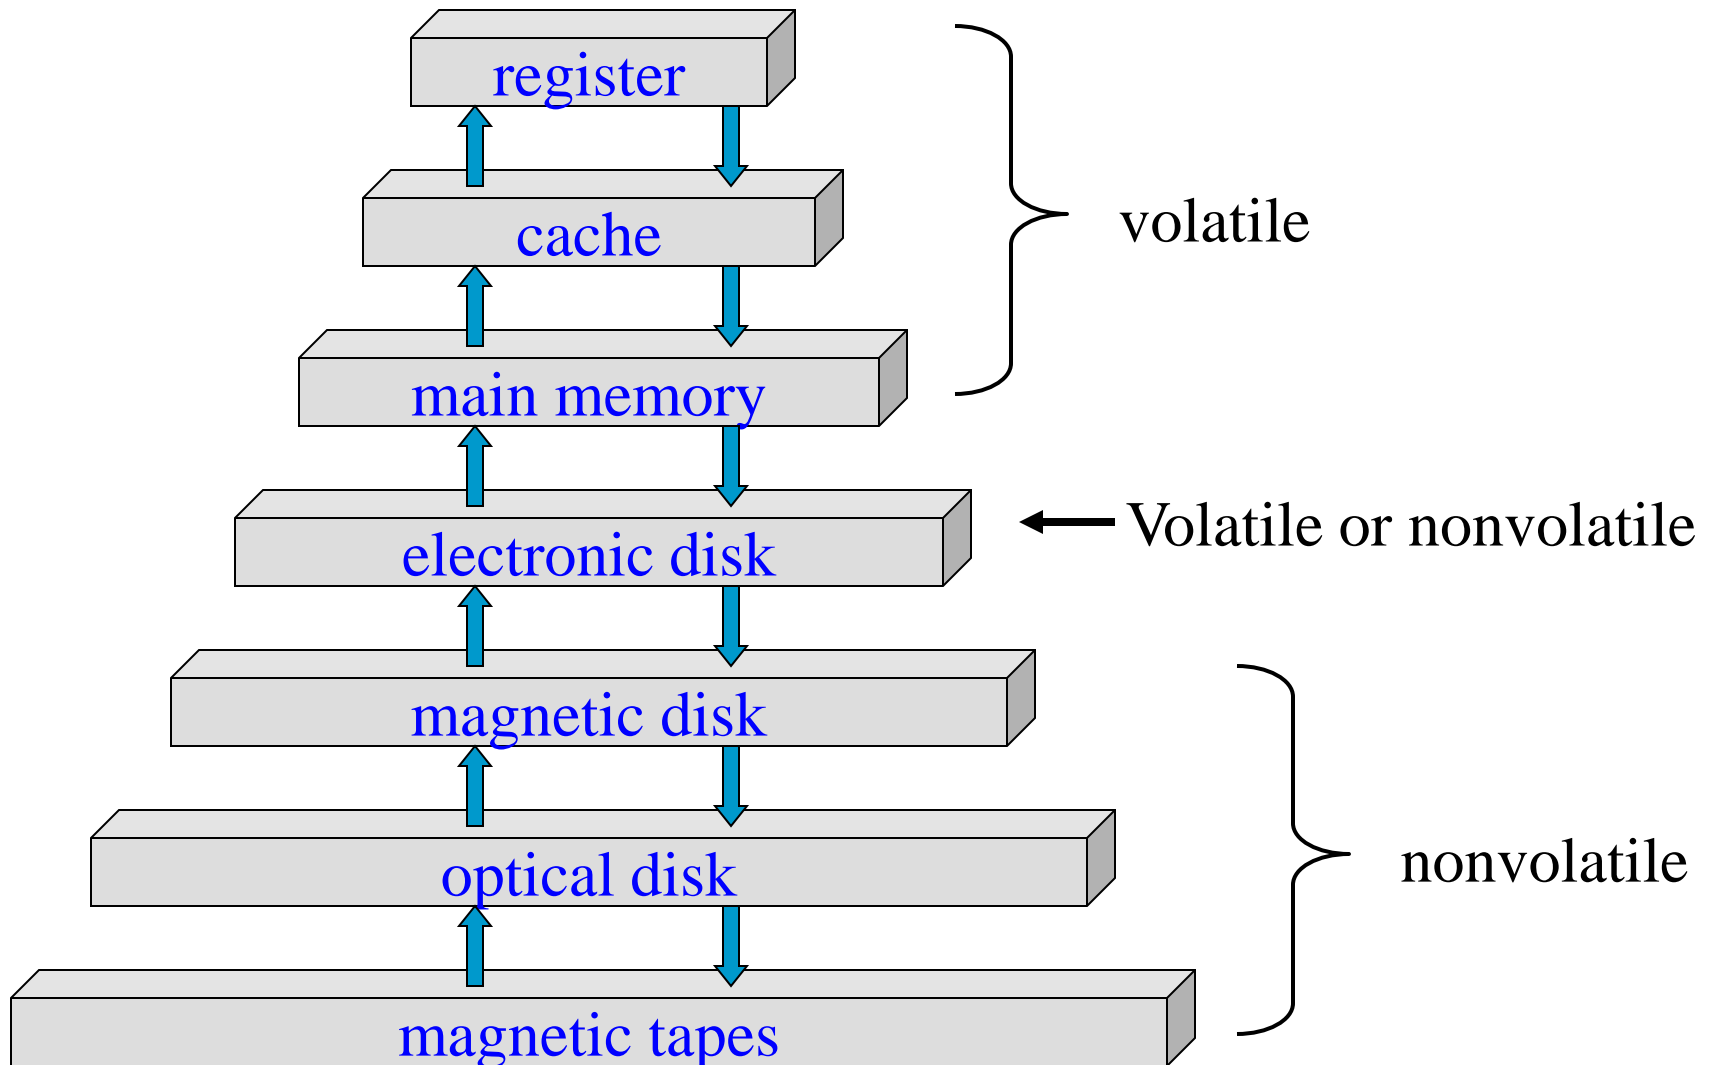 register
cache
volatile
main memory
Volatile or nonvolatile
electronic disk
magnetic disk
optical disk
nonvolatile
magnetic tapes